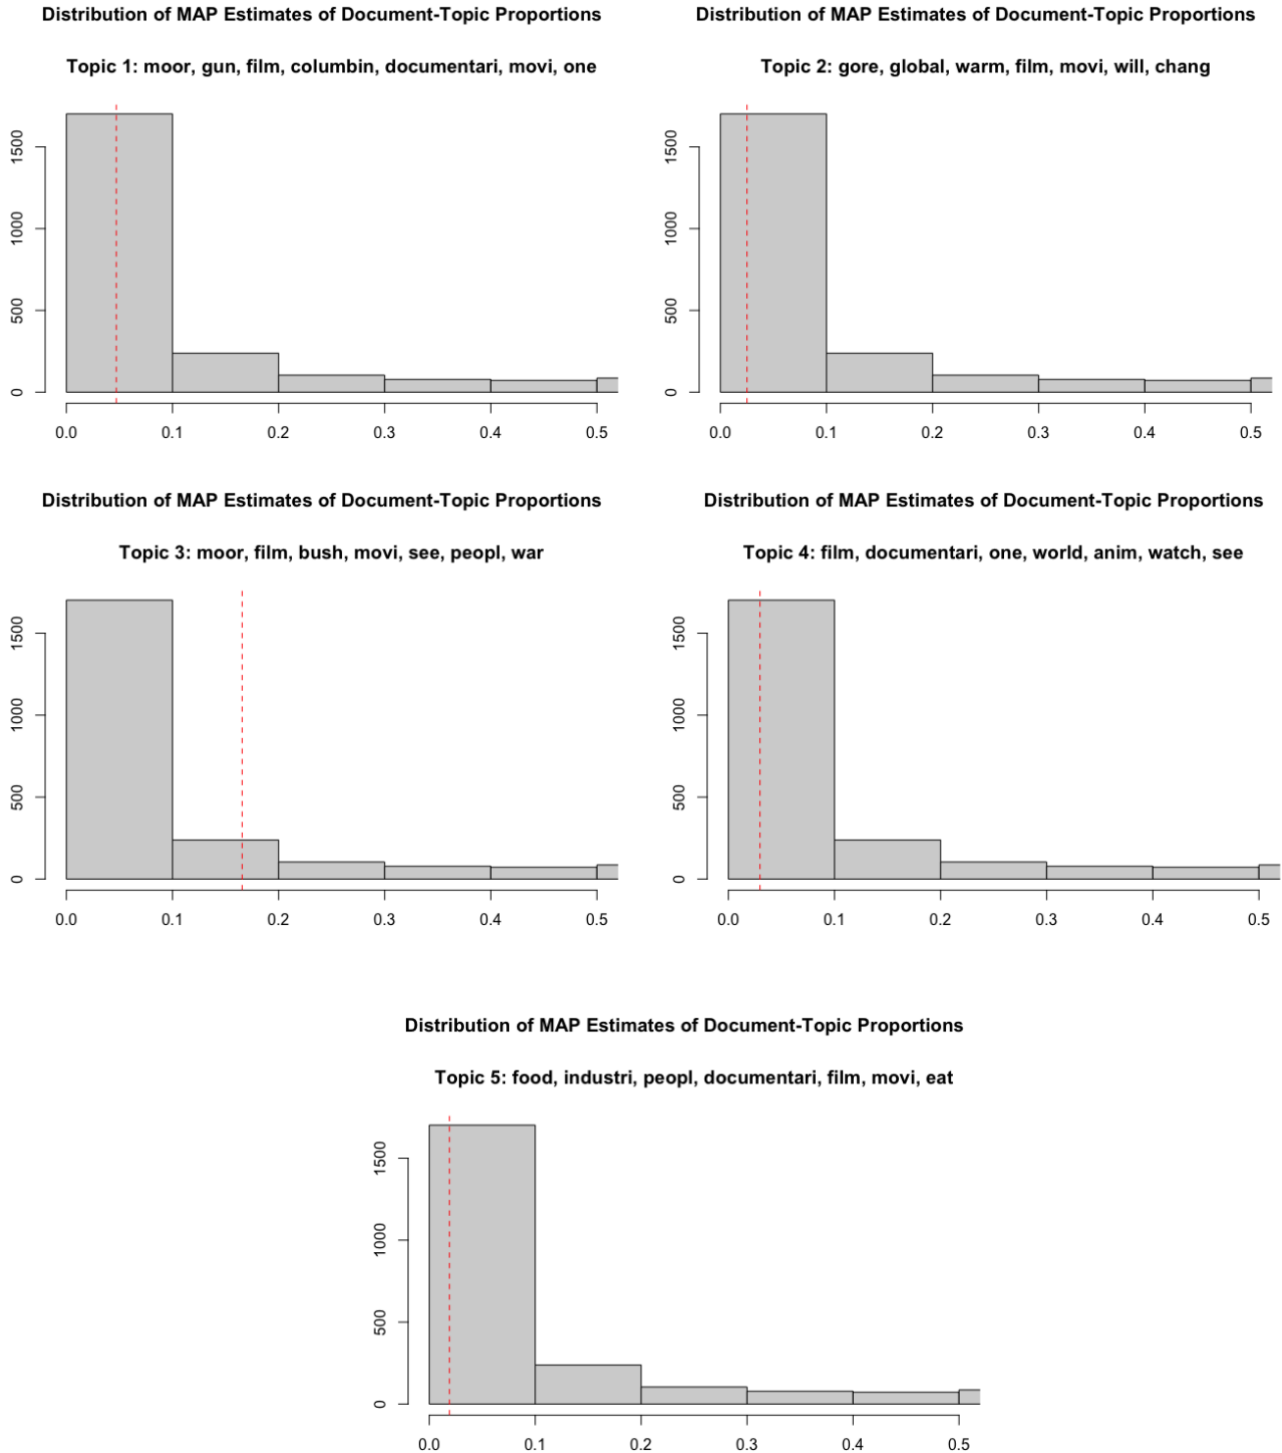 Distribution of MAP Estimates of Document-Topic Proportions
Topic 1: moor, gun, film, columbin, documentari, movi, one
1500
1000
500
0
0.0 0.1 0.2 0.3 0.4 0.5
Distribution of MAP Estimates of Document-Topic Proportions
Topic 2: gore, global, warm, film, movi, will, chang
1500
1000
500
0
0.0 0.1 0.2 0.3 0.4 0.5
Distribution of MAP Estimates of Document-Topic Proportions
Topic 3: moor, film, bush, movi, see, peopl, war
1500
1000
500
0
0.0 0.1 0.2 0.3 0.4 0.5
Distribution of MAP Estimates of Document-Topic Proportions
Topic 4: film, documentari, one, world, anim, watch, see
1500
1000
500
0
0.0 0.1 0.2 0.3 0.4 0.5
Distribution of MAP Estimates of Document-Topic Proportions
Topic 5: food, industri, peopl, documentari, film, movi, eat
1500
1000
500
0
0.0 0.1 0.2 0.3 0.4 0.5